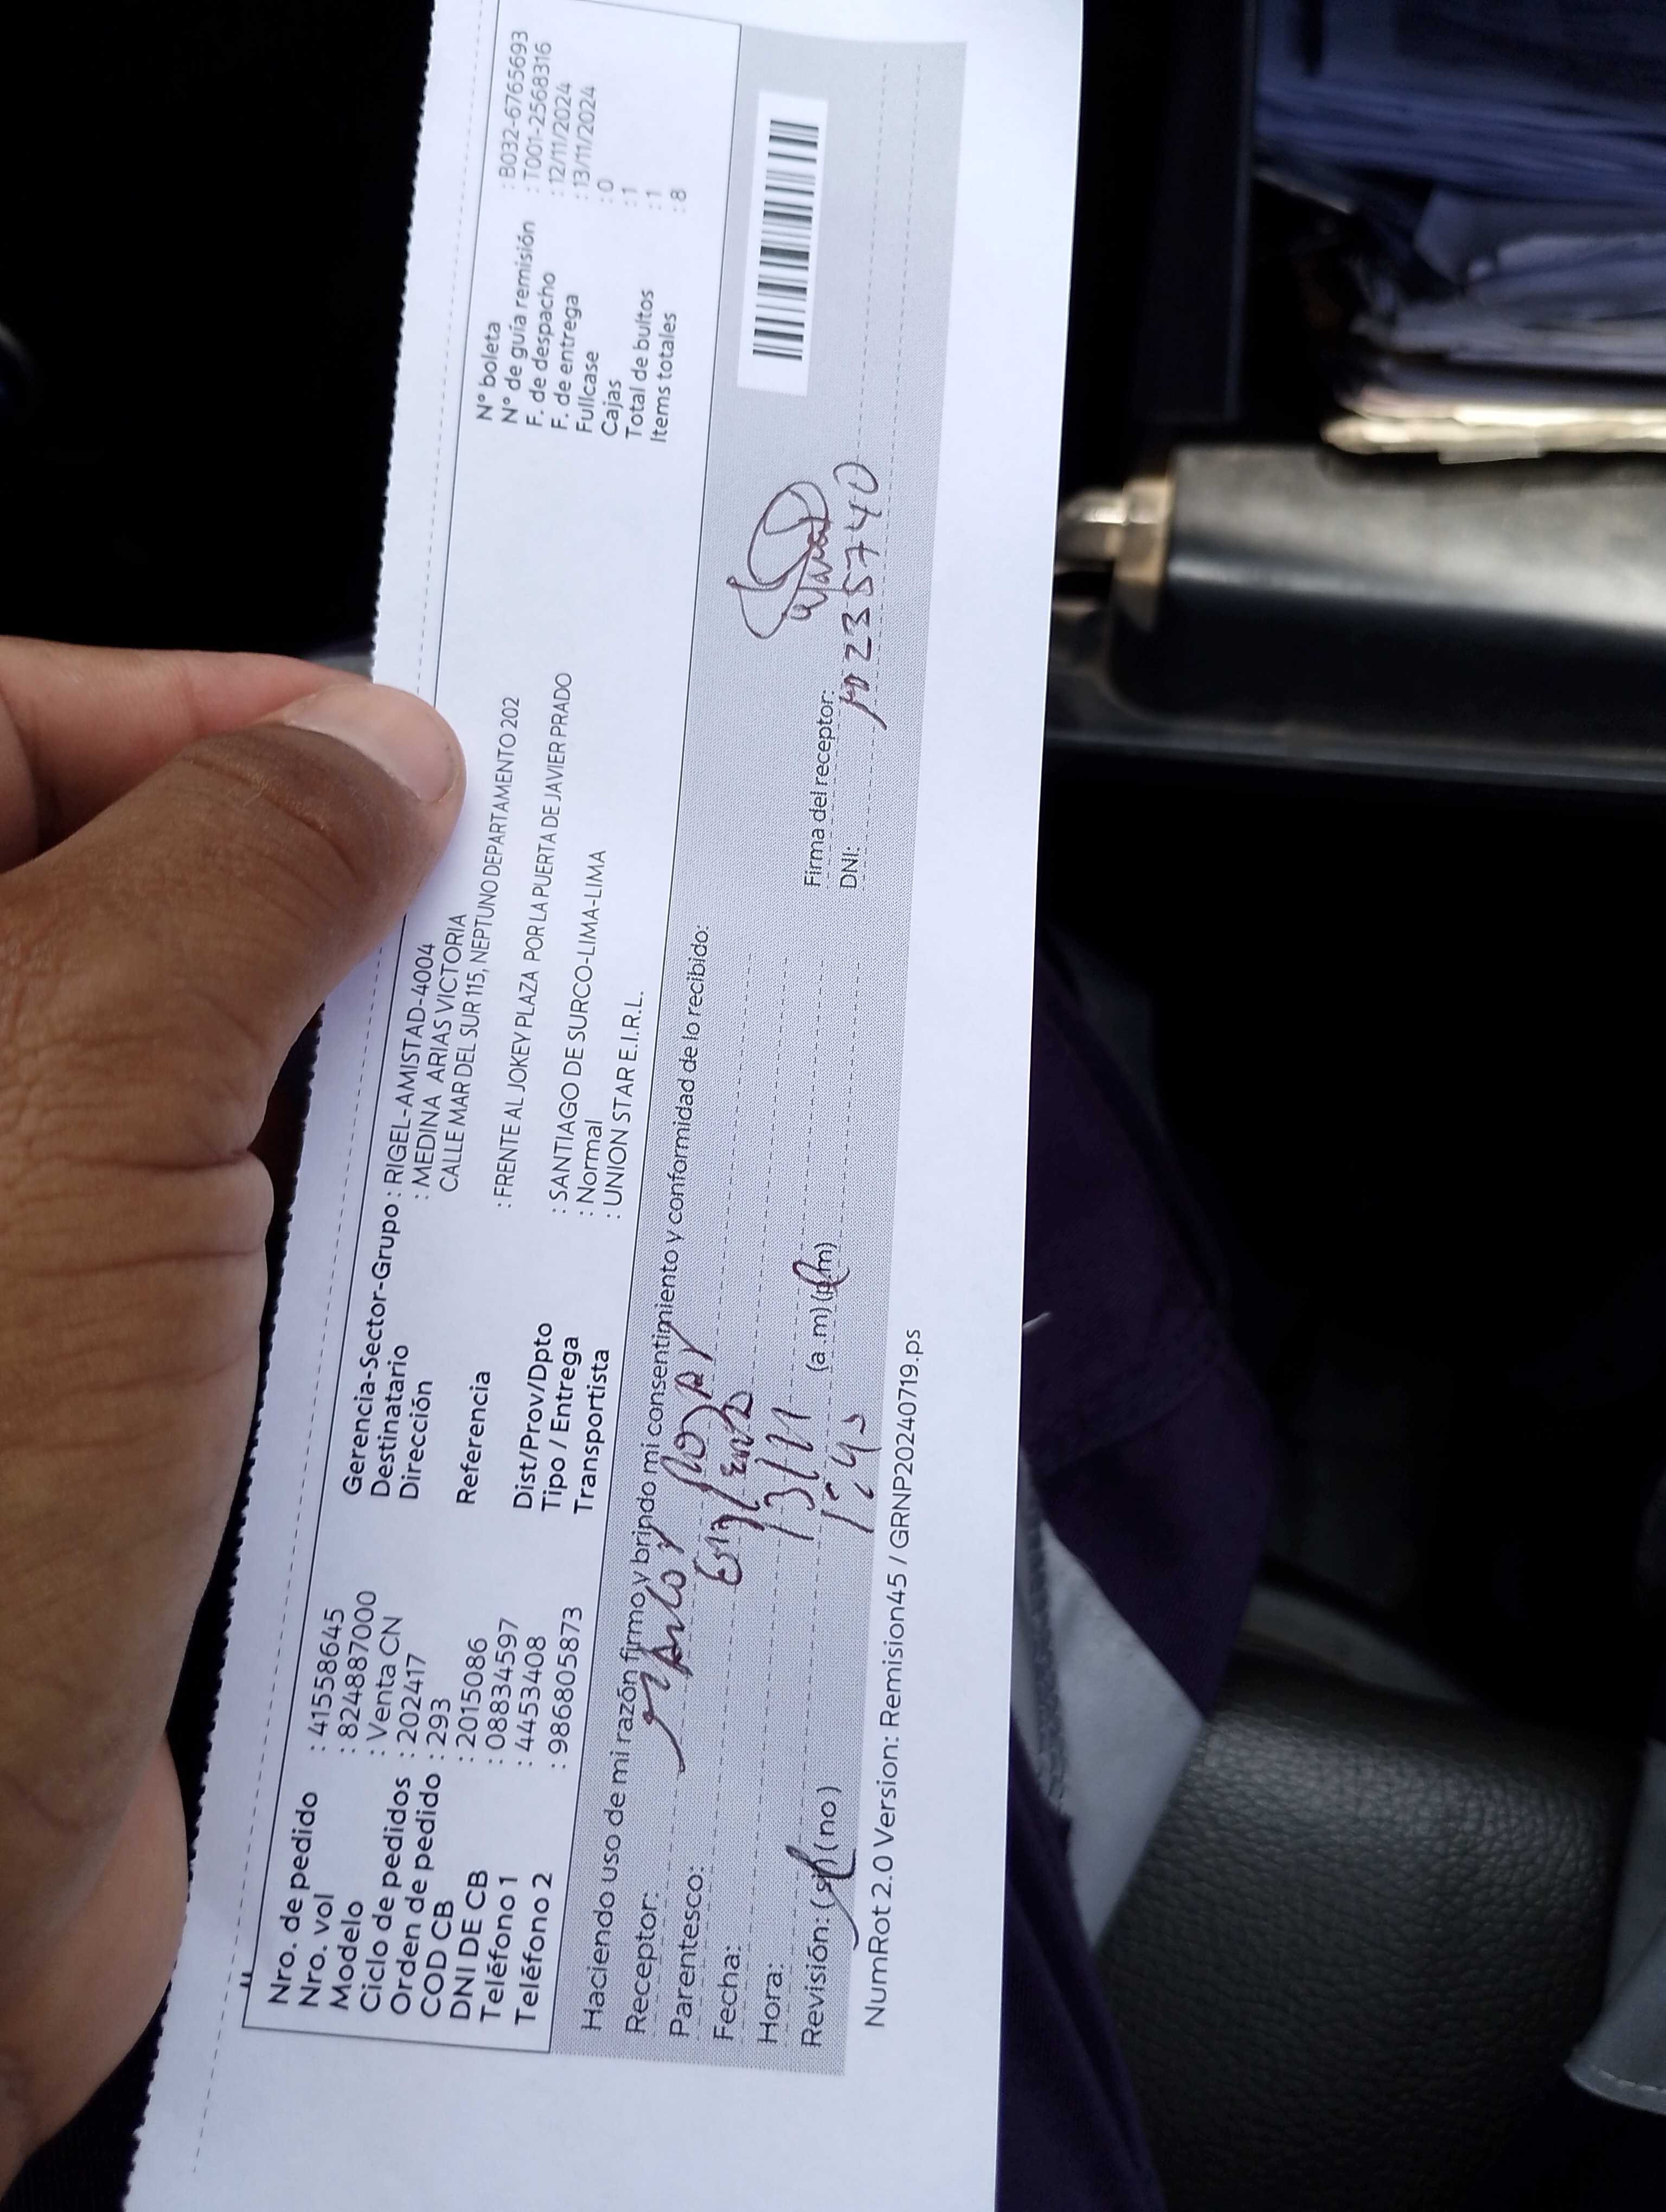 Nro. de pedido : 41558645
Nro. vol : 824887000
Modelo : Venta CN
Ciclo de pedidos : 202417
Orden de pedido : 293
COD CB : 2015086
DNI DE CB : 08834597
Teléfono 1 : 4453408
Teléfono 2 : 986805873
Gerencia-Sector-Grupo : RIGEL-AMISTAD-4004
Destinatario : MEDINA ARIAS VICTORIA
Dirección CALLE MAR DEL SUR 115, NEPTUNO DEPARTAMENTO 202
Referencia : FRENTE AL JOKEY PLAZA POR LA PUERTA DE JAVIER PRADO
Dist/Prov/Dpto : SANTIAGO DE SURCO-LIMA-LIMA
Tipo / Entrega : Normal
Transportista : UNION STAR E.I.R.L.
N° boleta : B032-6765693
N° de guía remisión : T001-2568316
F. de despacho : 12/11/2024
F. de entrega : 13/11/2024
Fullcase : 0
Cajas : 1
Total de bultos : 1
Items totales : 8
Haciendo uso de mi razón firmo y brindo mi consentimiento y conformidad de lo recibido:
Receptor:
Parentesco:
Fecha: 13/11
Hora: 1:45 (a.m) (p.m)
Revisión: (si) (no)
Firma del receptor:
DNI: 10235740
NumRot 2.0 Version: Remision45 / GRNP20240719.ps